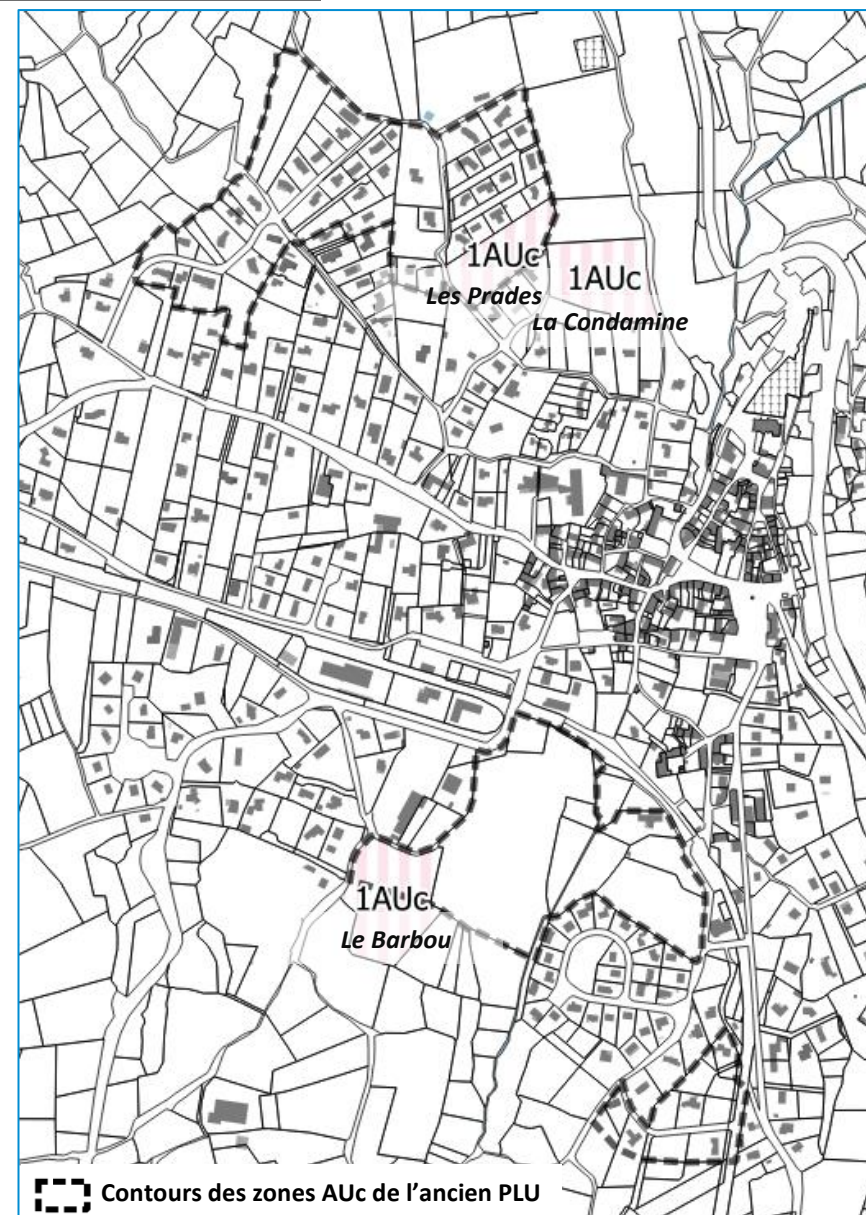 1AUc
Les Prades
1AUc
La Condamine
1AUc
Le Barbou
Contours des zones AUc de l’ancien PLU